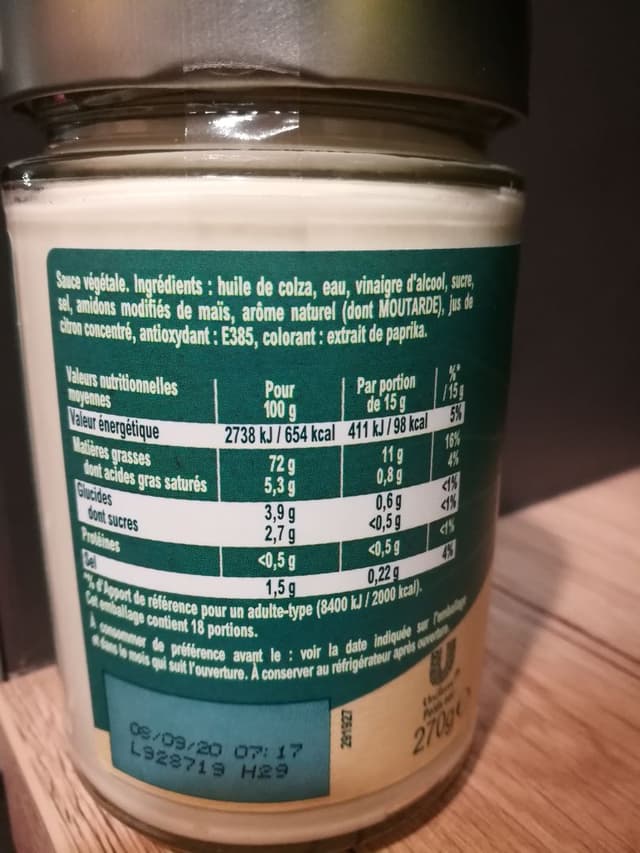 Sauce végétale. Ingrédients : huile de colza, eau, vinaigre d'alcool, sucre,
sel, amidons modifiés de maïs, arôme naturel (dont MOUTARDE), jus de
citron concentré, antioxydant : E385, colorant : extrait de paprika.
Valeurs nutritionnelles moyennes Pour 100 g Par portion de 15 g %* / 15 g
Valeur énergétique 2738 kJ / 654 kcal 411 kJ / 98 kcal 5%
Matières grasses 72 g 11 g 16%
dont acides gras saturés 5,3 g 0,8 g 4%
Glucides 3,9 g 0,6 g <1%
dont sucres 2,7 g <0,5 g <1%
Protéines <0,5 g <0,5 g <1%
Sel 1,5 g 0,22 g 4%
*% d'Apport de référence pour un adulte-type (8400 kJ / 2000 kcal).
Cet emballage contient 18 portions.
À consommer de préférence avant le : voir la date indiquée sur l'emballage
et dans le mois qui suit l'ouverture. À conserver au réfrigérateur après ouverture.
08/09/20 07:17
L928719 H29
291927
270g e